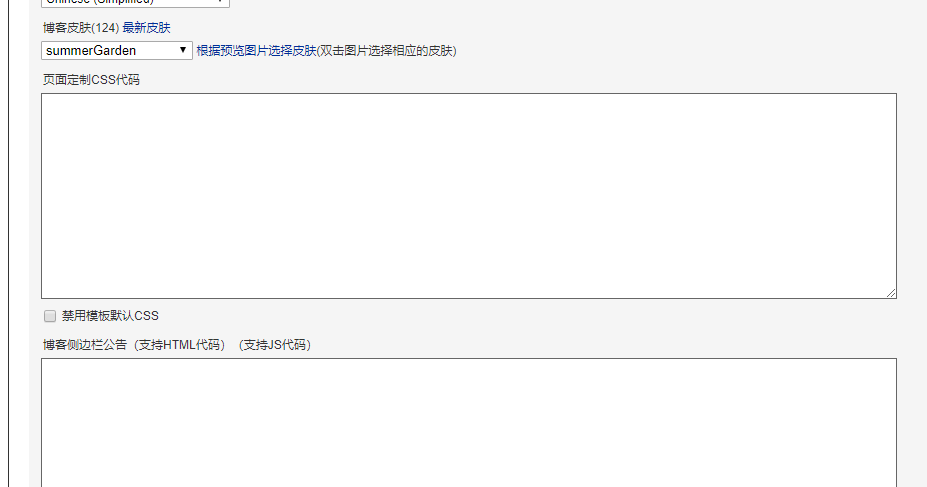 Chinese (Simplified)
博客皮肤(124) 最新皮肤
summerGarden 根据预览图片选择皮肤(双击图片选择相应的皮肤)
页面定制CSS代码
禁用模板默认CSS
博客侧边栏公告（支持HTML代码）（支持JS代码）